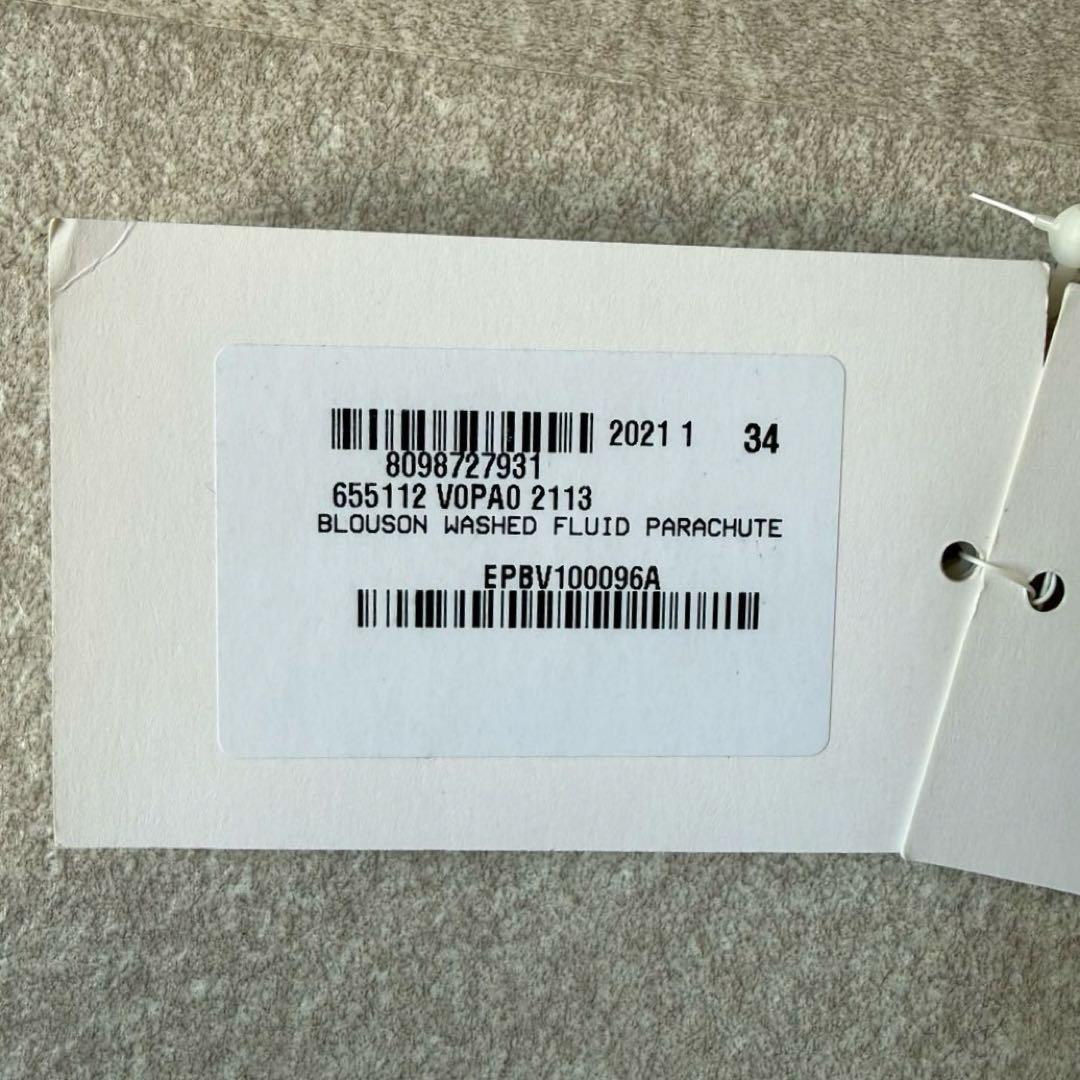 2021 1 34
8098727931
655112 V0PA0 2113
BLOUSON WASHED FLUID PARACHUTE
EPBV100096A